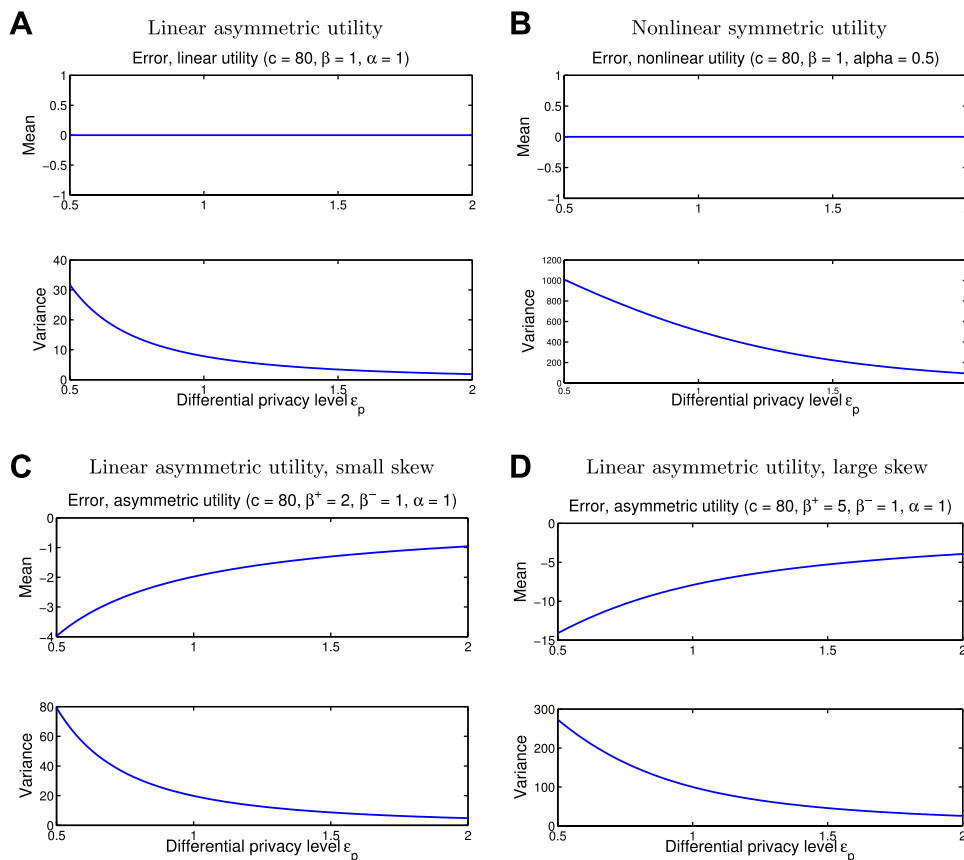 A
Linear asymmetric utility
Error, linear utility (c = 80, β = 1, α = 1)
Mean
1
0.5
0
−0.5
−1
0.5
1
1.5
2
Variance
40
30
20
10
0
0.5
1
1.5
2
Differential privacy level ε_p
B
Nonlinear symmetric utility
Error, nonlinear utility (c = 80, β = 1, alpha = 0.5)
Mean
1
0.5
0
−0.5
−1
0.5
1
1.5
Variance
1200
1000
800
600
400
200
0
0.5
1
1.5
Differential privacy level ε_p
C
Linear asymmetric utility, small skew
Error, asymmetric utility (c = 80, β⁺ = 2, β⁻ = 1, α = 1)
Mean
0
−1
−2
−3
−4
0.5
1
1.5
2
Variance
80
60
40
20
0
0.5
1
1.5
2
Differential privacy level ε_p
D
Linear asymmetric utility, large skew
Error, asymmetric utility (c = 80, β⁺ = 5, β⁻ = 1, α = 1)
Mean
0
−5
−10
−15
0.5
1
1.5
2
Variance
300
200
100
0
0.5
1
1.5
2
Differential privacy level ε_p